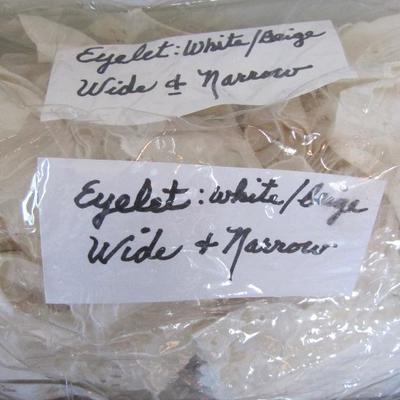 Eyelet: White/Beige
Wide & Narrow
Eyelet: white/Beige
Wide + Narrow